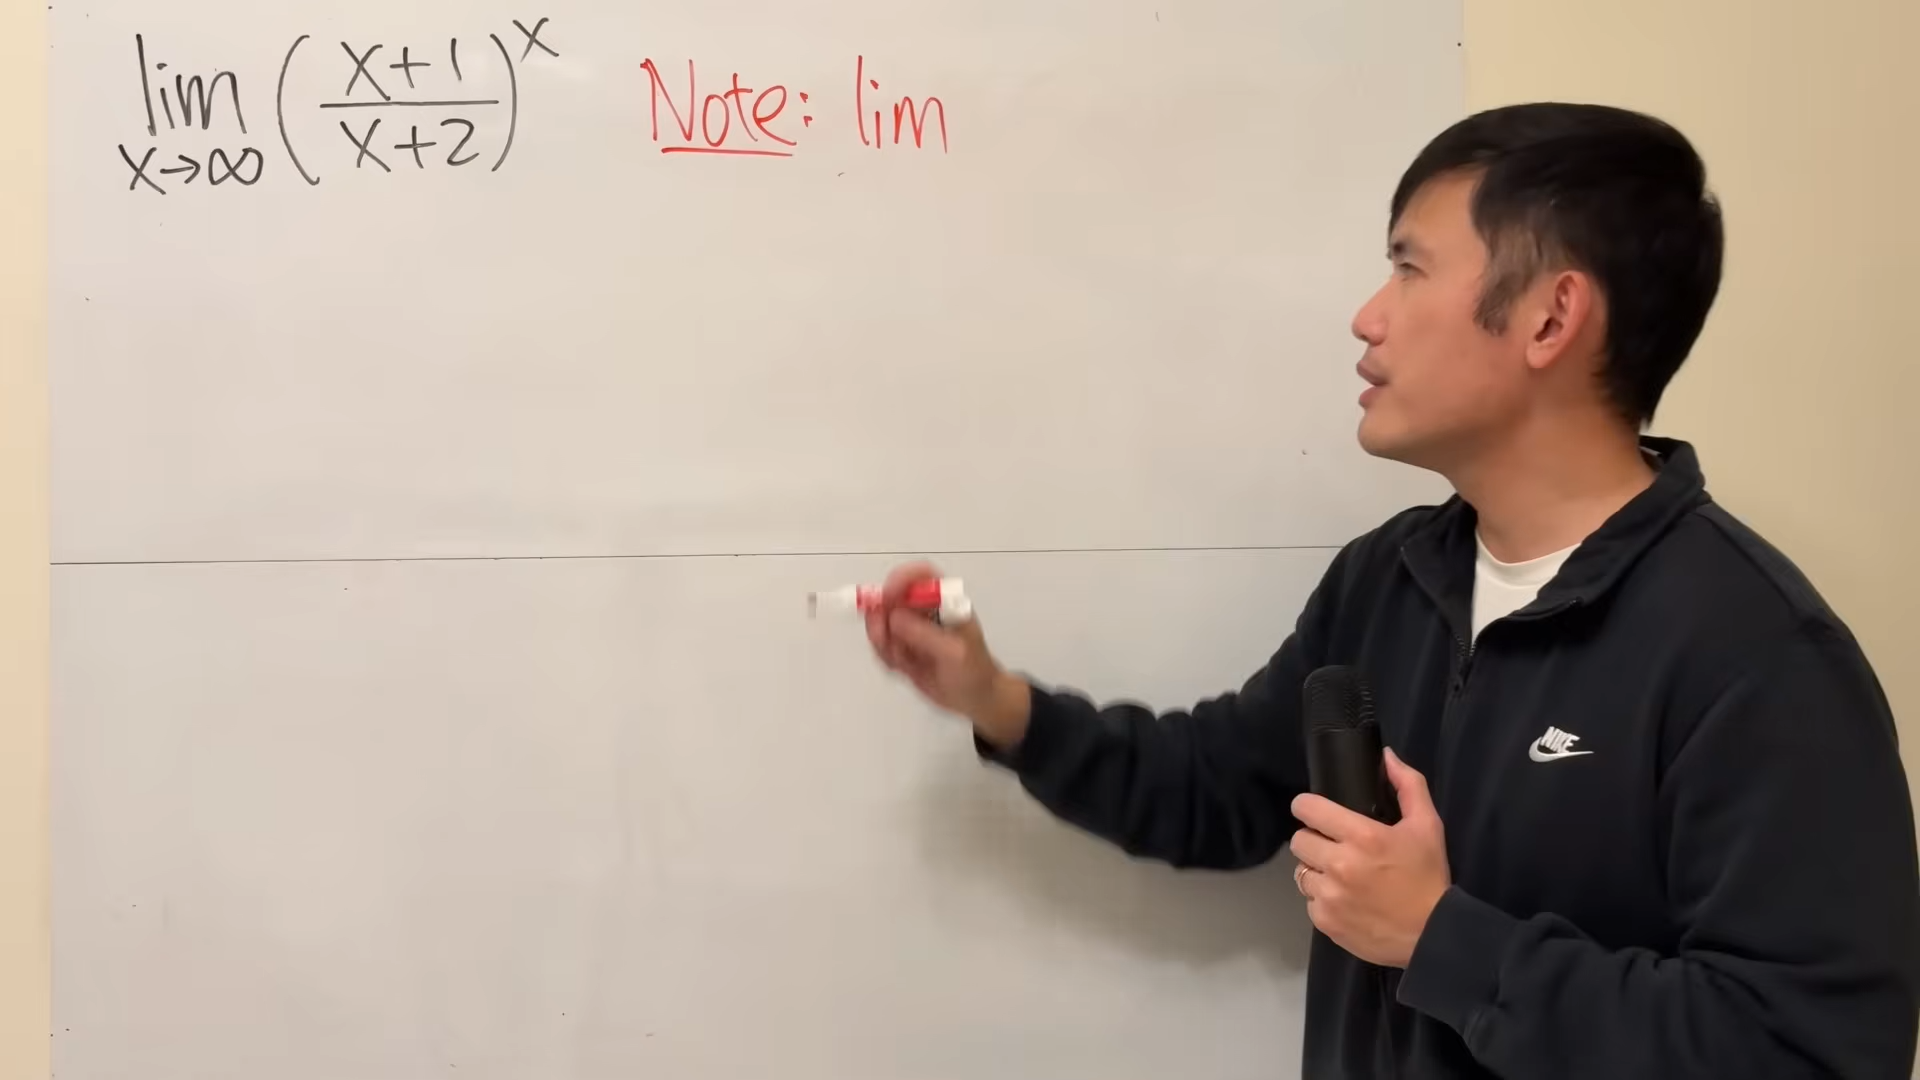 lim x→∞ (x+1/x+2)^x
Note: lim
NIKE